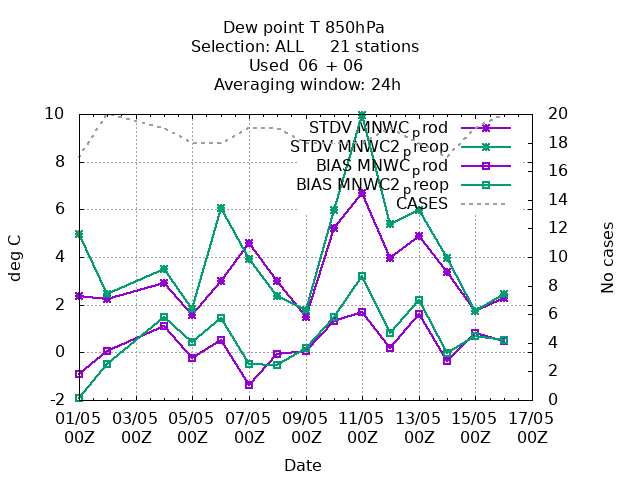 Dew point T 850hPa
Selection: ALL 21 stations
Used 06 + 06
Averaging window: 24h
10 20
STDV MNWC_prod
18
STDV MNWC2_preop
8
BIAS MNWC_prod
16
BIAS MNWC2_preop
14
CASES
6
12
4 10
8
2
6
0 4
2
-2 0
01/05 03/05 05/05 07/05 09/05 11/05 13/05 15/05 17/05
00Z 00Z 00Z 00Z 00Z 00Z 00Z 00Z 00Z
deg C
No cases
Date